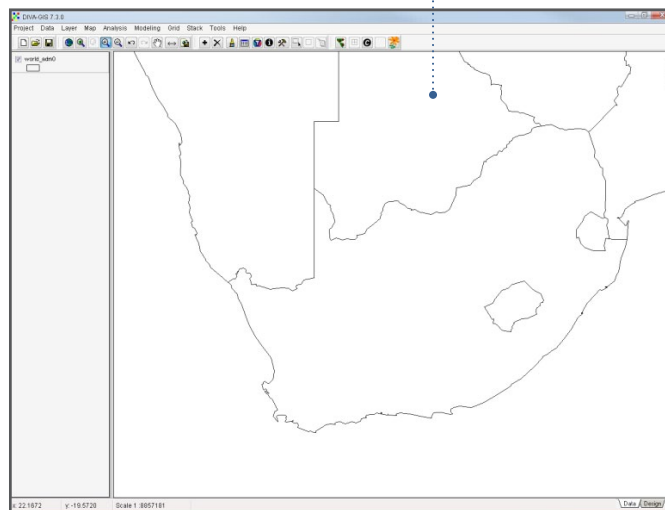 DIVA-GIS 7.3.0
Project Data Layer Map Analysis Modeling Grid Stack Tools Help
world_adm0
x: 22.1672 y: -19.5720 Scale 1 :8857181
Data Design